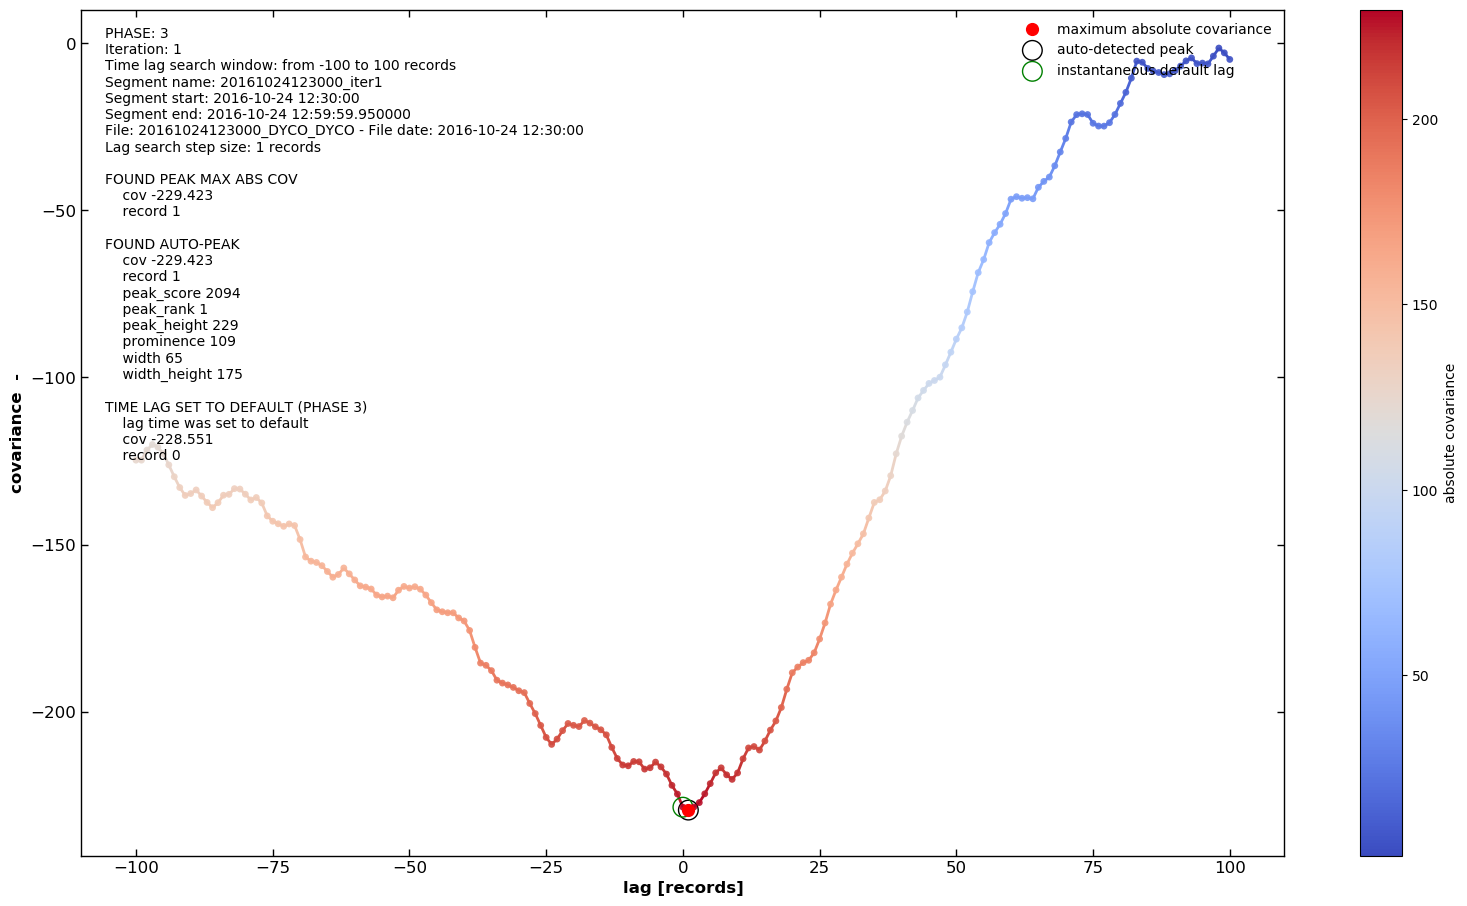 PHASE: 3
Iteration: 1
Time lag search window: from -100 to 100 records
Segment name: 20161024123000_iter1
Segment start: 2016-10-24 12:30:00
Segment end: 2016-10-24 12:59:59.950000
File: 20161024123000_DYCO_DYCO - File date: 2016-10-24 12:30:00
Lag search step size: 1 records
FOUND PEAK MAX ABS COV
cov -229.423
record 1
FOUND AUTO-PEAK
cov -229.423
record 1
peak_score 2094
peak_rank 1
peak_height 229
prominence 109
width 65
width_height 175
TIME LAG SET TO DEFAULT (PHASE 3)
lag time was set to default
cov -228.551
record 0
maximum absolute covariance
auto-detected peak
instantaneous default lag
0
−50
−100
−150
−200
covariance -
−100
−75
−50
−25
0
25
50
75
100
lag [records]
200
150
100
50
absolute covariance